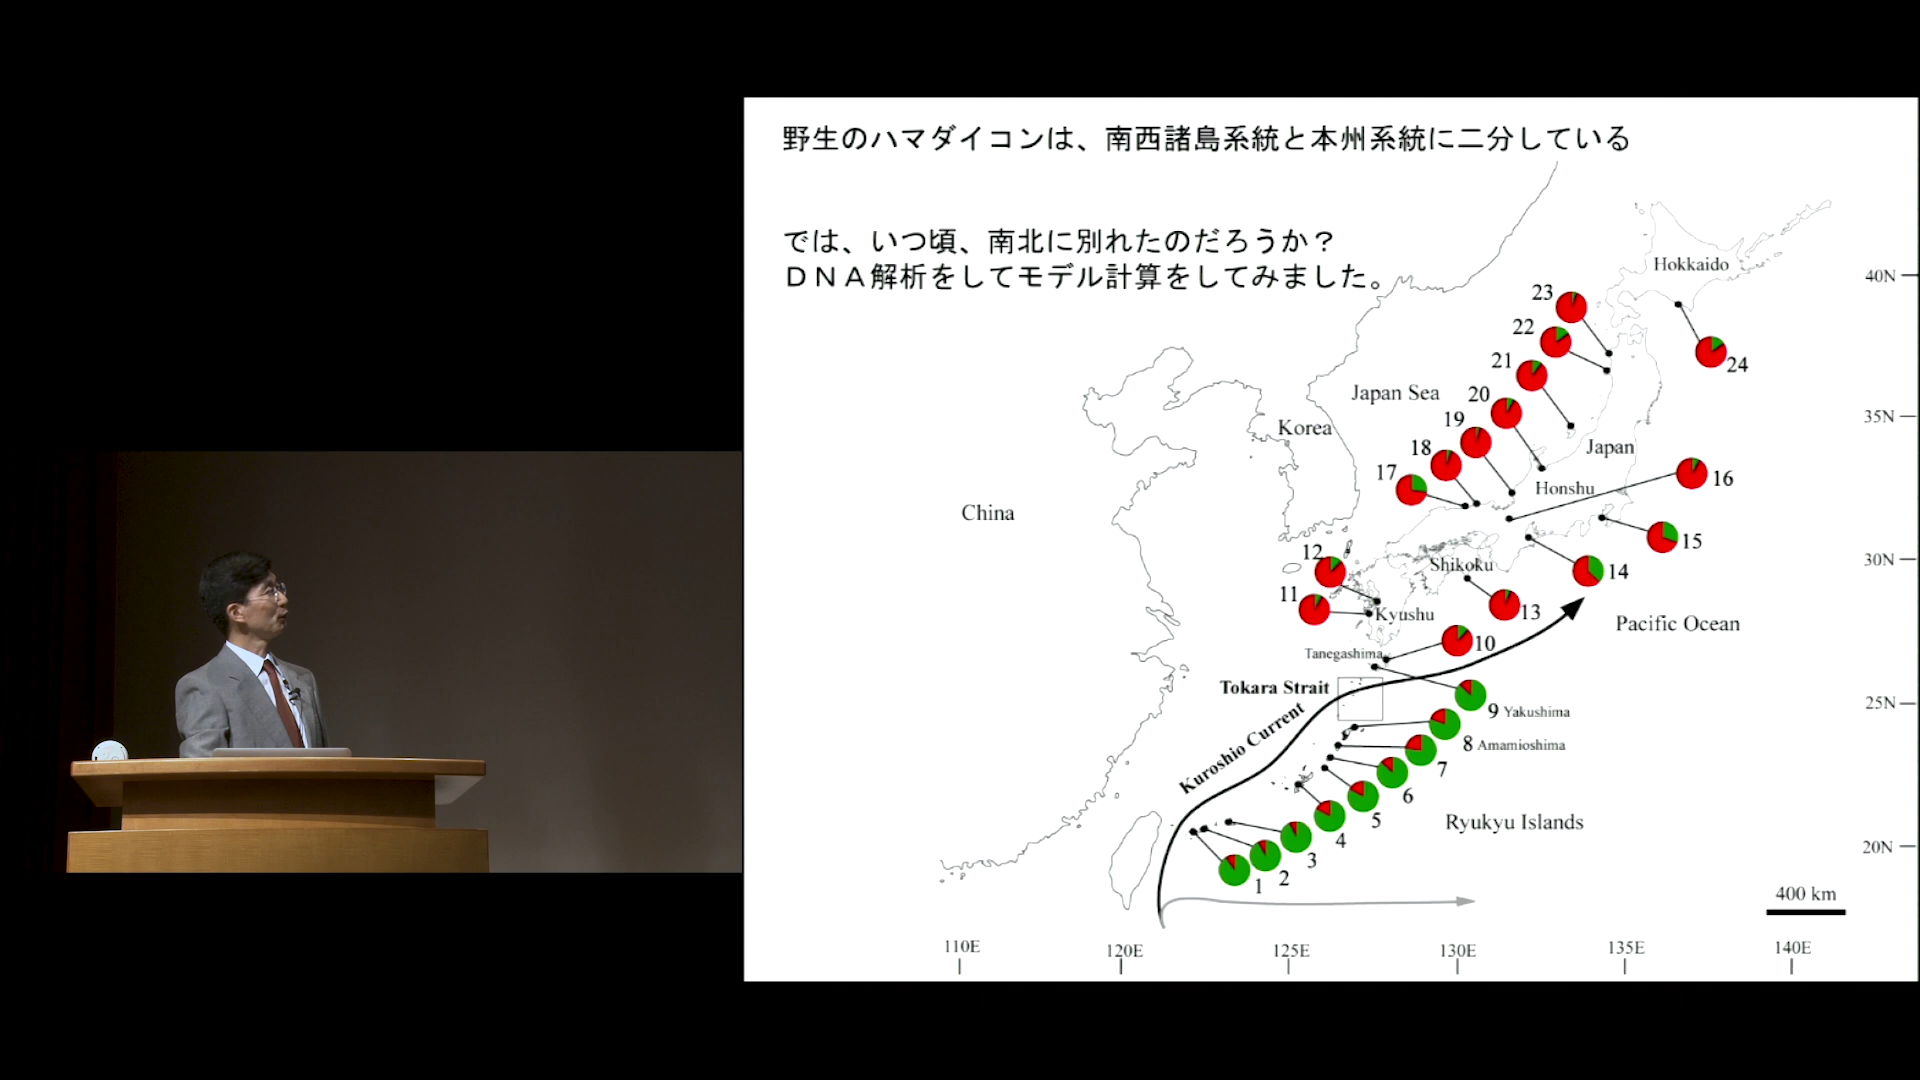 野生のハマダイコンは、南西諸島系統と本州系統に二分している
では、いつ頃、南北に別れたのだろうか？
ＤＮＡ解析をしてモデル計算をしてみました。
Hokkaido
40N
23
22
24
21
Japan Sea
20
35N
19
Korea
18
Japan
17
16
Honshu
China
15
12
30N
Shikoku
14
11
Kyushu
13
Pacific Ocean
10
Tanegashima
Tokara Strait
25N
9 Yakushima
Kuroshio Current
8 Amamioshima
7
6
5
Ryukyu Islands
4
20N
3
2
1
400 km
110E
120E
125E
130E
135E
140E